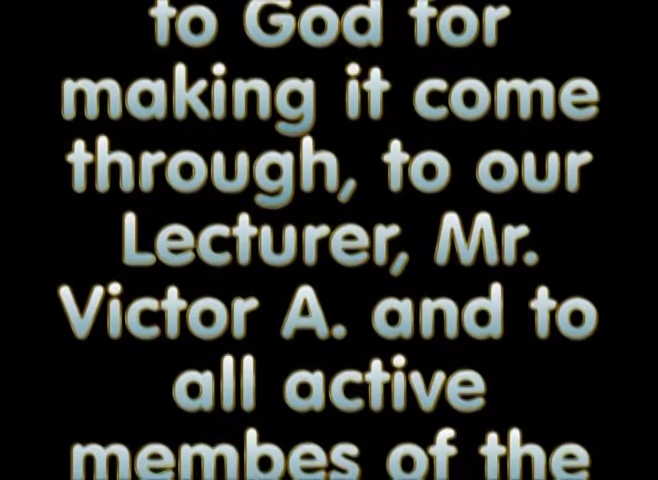 to God for
making it come
through, to our
Lecturer, Mr.
Victor A. and to
all active
membes of the